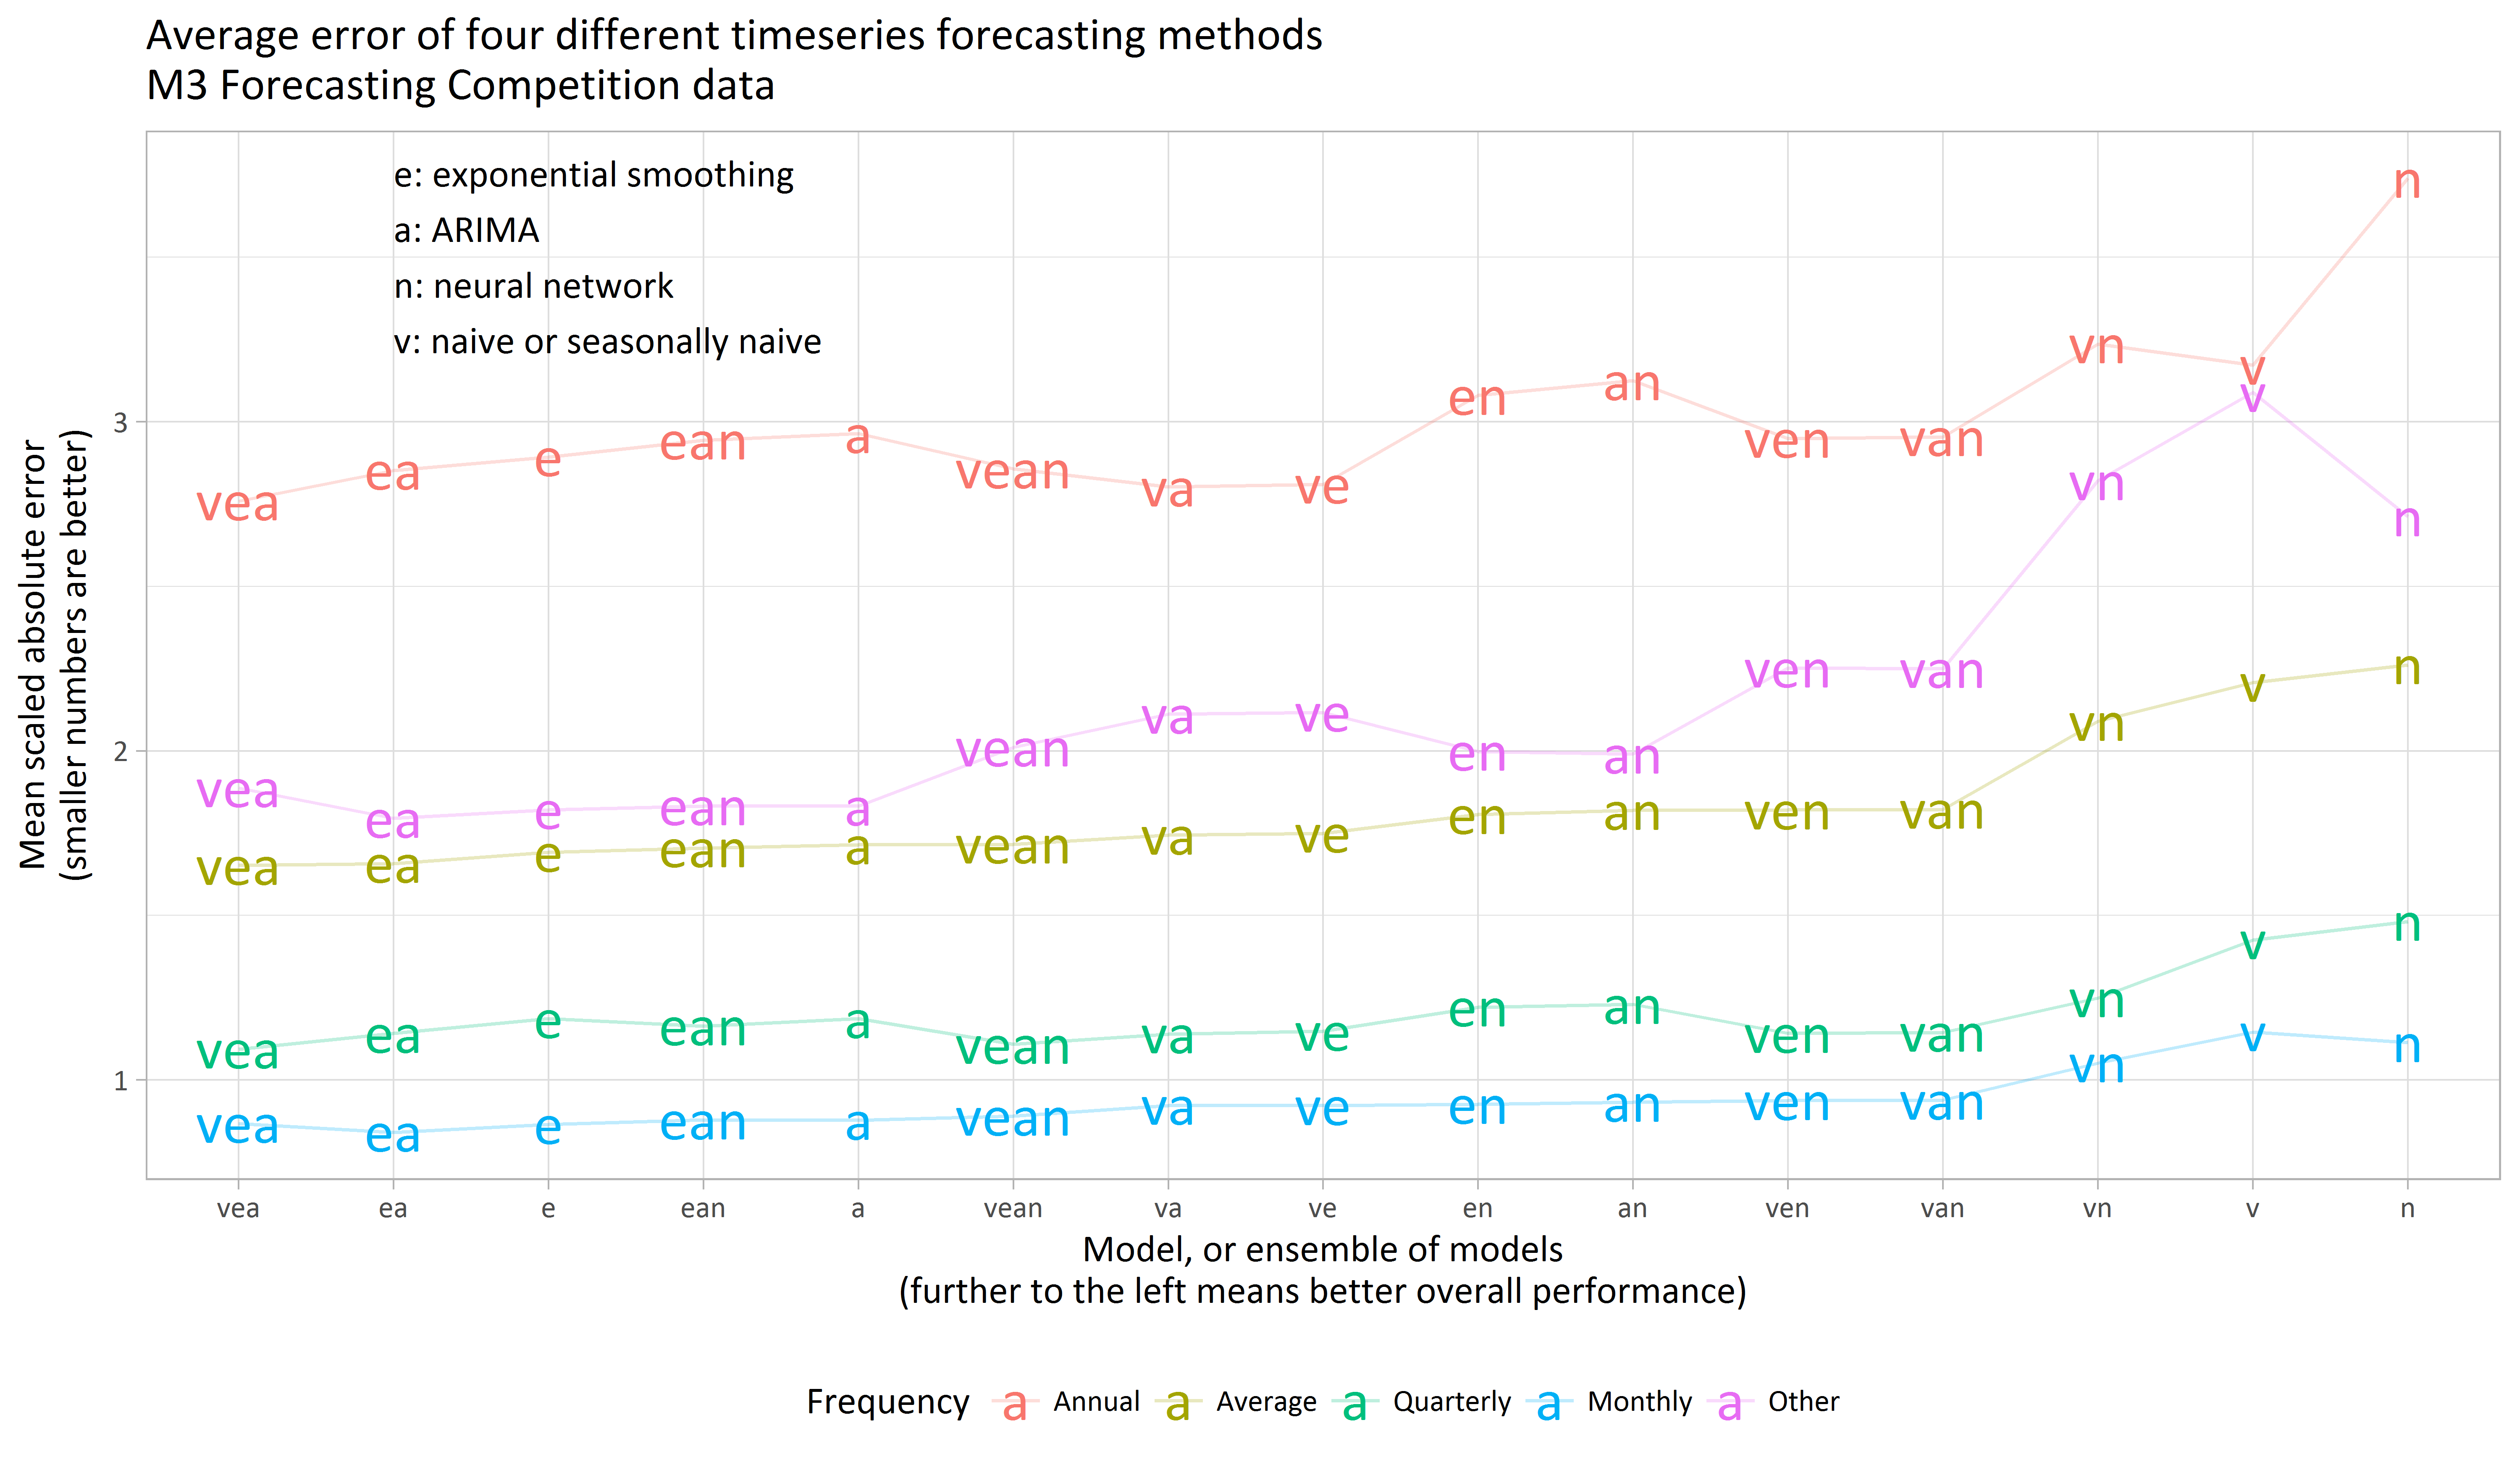 Average error of four different timeseries forecasting methods
M3 Forecasting Competition data
e: exponential smoothing
a: ARIMA
n: neural network
v: naive or seasonally naive
Mean scaled absolute error
(smaller numbers are better)
3
2
1
vea ea e ean a vean va ve en an ven van vn v n
vea ea e ean a vean va ve en an ven van vn v n
vea ea e ean a vean va ve en an ven van vn v n
vea ea e ean a vean va ve en an ven van vn v n
vea ea e ean a vean va ve en an ven van vn v n
vea ea e ean a vean va ve en an ven van vn v n
Model, or ensemble of models
(further to the left means better overall performance)
Frequency a Annual a Average a Quarterly a Monthly a Other